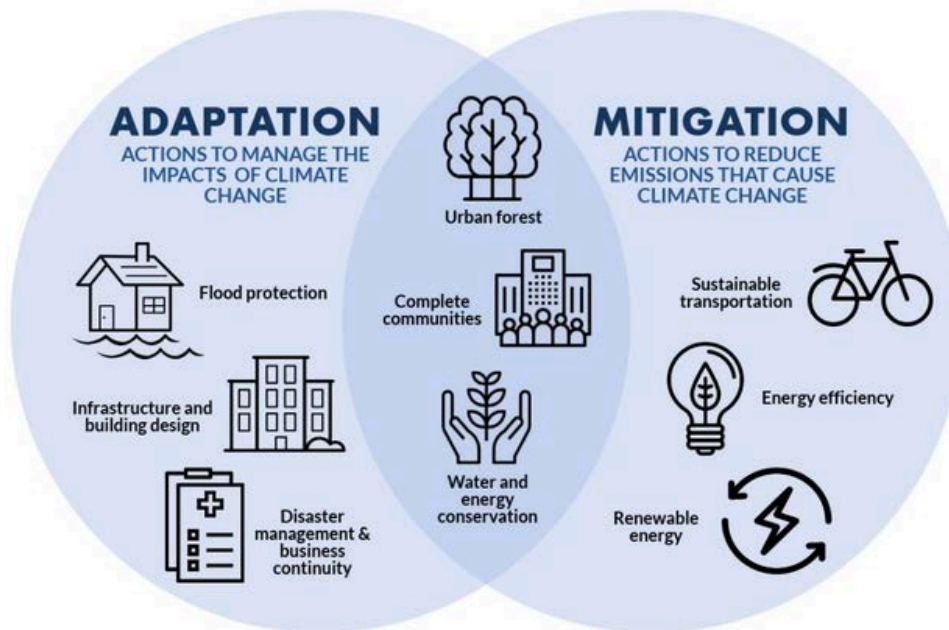 ADAPTATION
ACTIONS TO MANAGE THE
IMPACTS OF CLIMATE
CHANGE
Flood protection
Infrastructure and
building design
Disaster
management &
business
continuity
Urban forest
Complete
communities
Water and
energy
conservation
MITIGATION
ACTIONS TO REDUCE
EMISSIONS THAT CAUSE
CLIMATE CHANGE
Sustainable
transportation
Energy efficiency
Renewable
energy